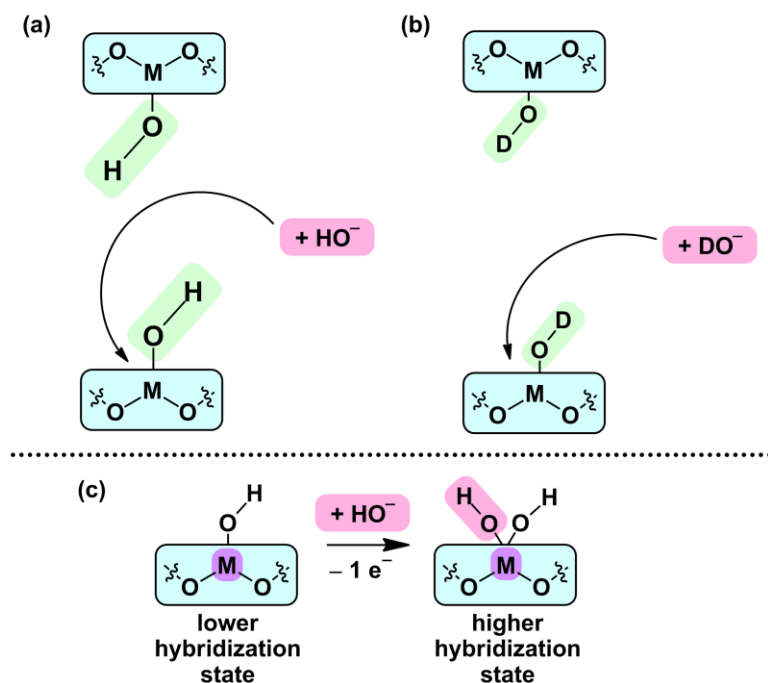 (a)
O O
M
O
H
+ HO⁻
H
O
M
O O
(b)
O O
M
O
D
+ DO⁻
D
O
M
O O
(c)
H
O
M
O O
lower
hybridization
state
+ HO⁻
– 1 e⁻
H H
O O
M
O O
higher
hybridization
state